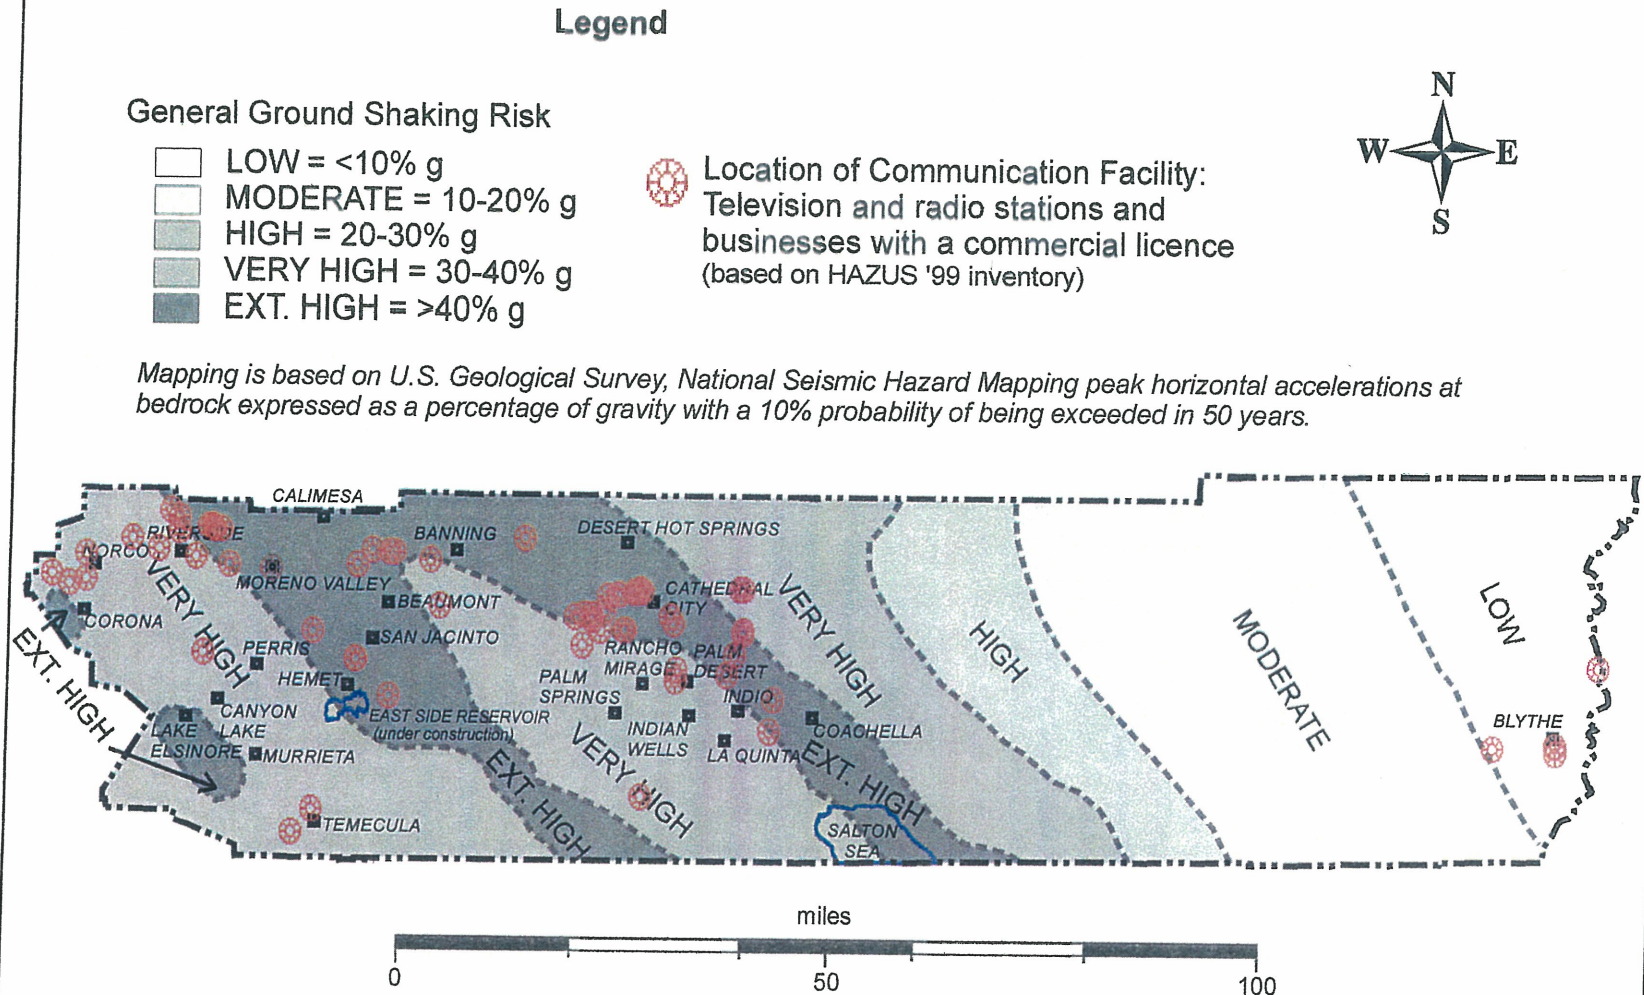 Legend
N
W E
S
General Ground Shaking Risk
LOW = <10% g
MODERATE = 10-20% g
HIGH = 20-30% g
VERY HIGH = 30-40% g
EXT. HIGH = >40% g
Location of Communication Facility:
Television and radio stations and
businesses with a commercial licence
(based on HAZUS '99 inventory)
Mapping is based on U.S. Geological Survey, National Seismic Hazard Mapping peak horizontal accelerations at
bedrock expressed as a percentage of gravity with a 10% probability of being exceeded in 50 years.
CALIMESA
RIVERSIDE
NORCO
BANNING
DESERT HOT SPRINGS
MORENO VALLEY
BEAUMONT
CATHEDRAL
CITY
CORONA
SAN JACINTO
PERRIS
HEMET
RANCHO
MIRAGE
PALM
DESERT
PALM
SPRINGS
INDIO
CANYON
LAKE
EAST SIDE RESERVOIR
(under construction)
INDIAN
WELLS
LA QUINTA
COACHELLA
LAKE
ELSINORE
MURRIETA
TEMECULA
SALTON
SEA
BLYTHE
EXT. HIGH
VERY HIGH
EXT. HIGH
VERY HIGH
EXT. HIGH
VERY HIGH
HIGH
MODERATE
LOW
miles
0
50
100